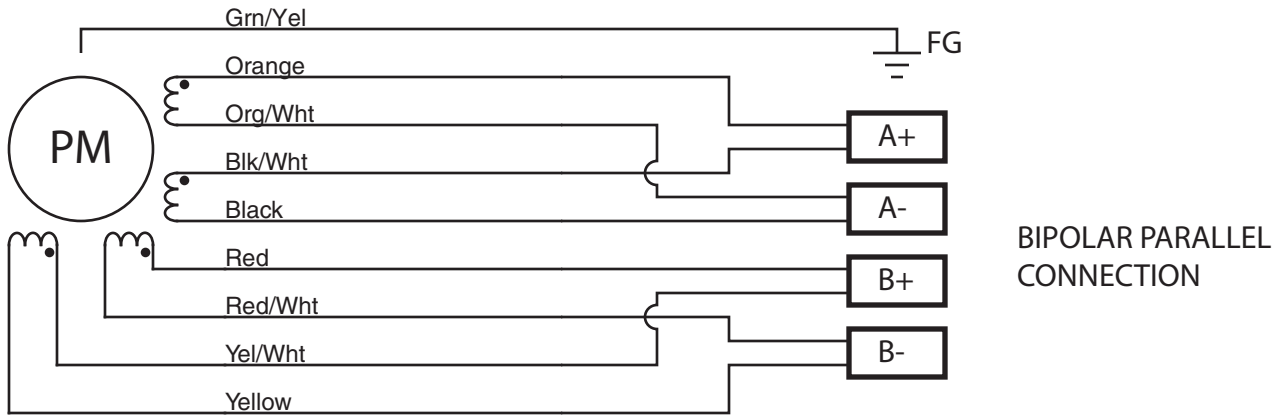 Grn/Yel
FG
Orange
Org/Wht
A+
PM
Blk/Wht
Black
A-
BIPOLAR PARALLEL
CONNECTION
Red
B+
Red/Wht
Yel/Wht
B-
Yellow